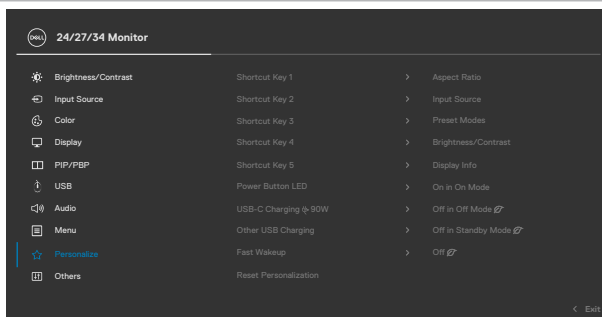 DELL 24/27/34 Monitor
Brightness/Contrast Shortcut Key 1 > Aspect Ratio
Input Source Shortcut Key 2 > Input Source
Color Shortcut Key 3 > Preset Modes
Display Shortcut Key 4 > Brightness/Contrast
PIP/PBP Shortcut Key 5 > Display Info
USB Power Button LED > On in On Mode
Audio USB-C Charging 90W > Off in Off Mode
Menu Other USB Charging > Off in Standby Mode
Personalize Fast Wakeup > Off
Others Reset Personalization
< Exit